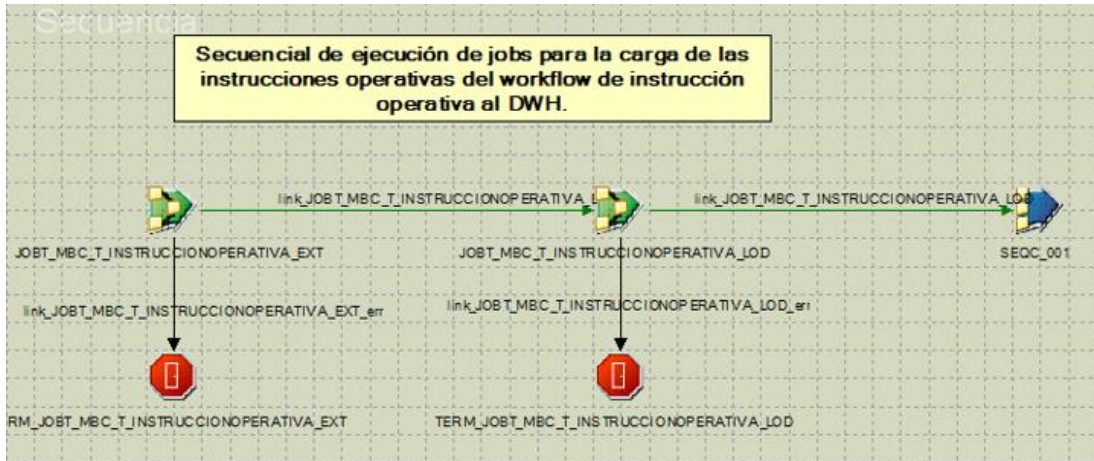 Secuencia
Secuencial de ejecución de jobs para la carga de las
instrucciones operativas del workflow de instrucción
operativa al DWH.
link_JOBT_MBC_T_INSTRUCCIONOPERATIVA_L
link_JOBT_MBC_T_INSTRUCCIONOPERATIVA_LOD
JOBT_MBC_T_INSTRUCCIONOPERATIVA_EXT
JOBT_MBC_T_INSTRUCCIONOPERATIVA_LOD
SEQC_001
link_JOBT_MBC_T_INSTRUCCIONOPERATIVA_EXT_err
link_JOBT_MBC_T_INSTRUCCIONOPERATIVA_LOD_err
RM_JOBT_MBC_T_INSTRUCCIONOPERATIVA_EXT
TERM_JOBT_MBC_T_INSTRUCCIONOPERATIVA_LOD